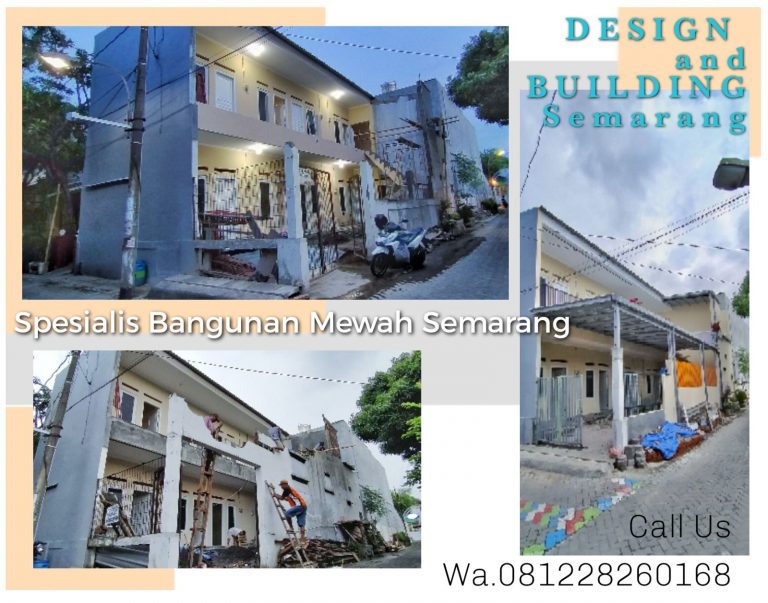 DESIGN
and
BUILDING
Semarang
Spesialis Bangunan Mewah Semarang
Call Us
Wa.081228260168